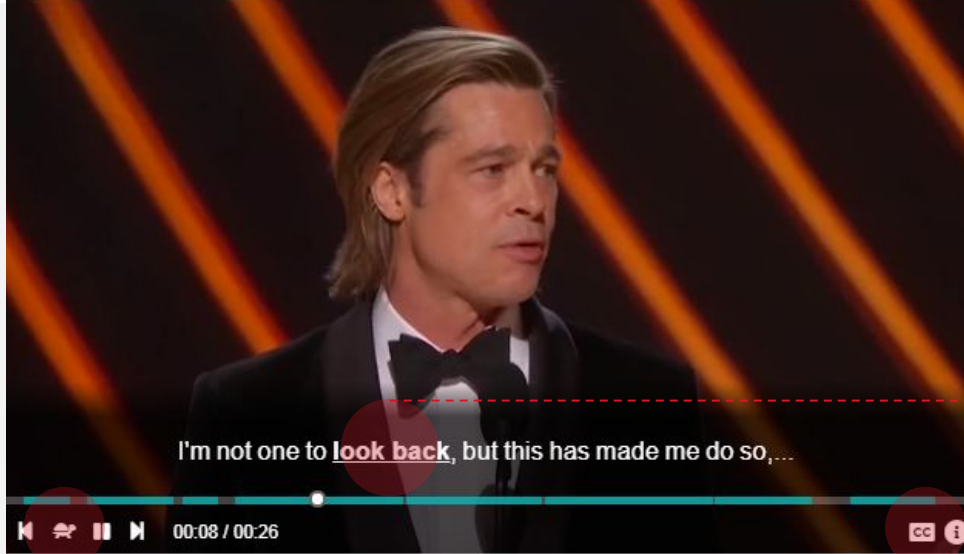 I'm not one to look back, but this has made me do so,...
00:08 / 00:26
CC
i